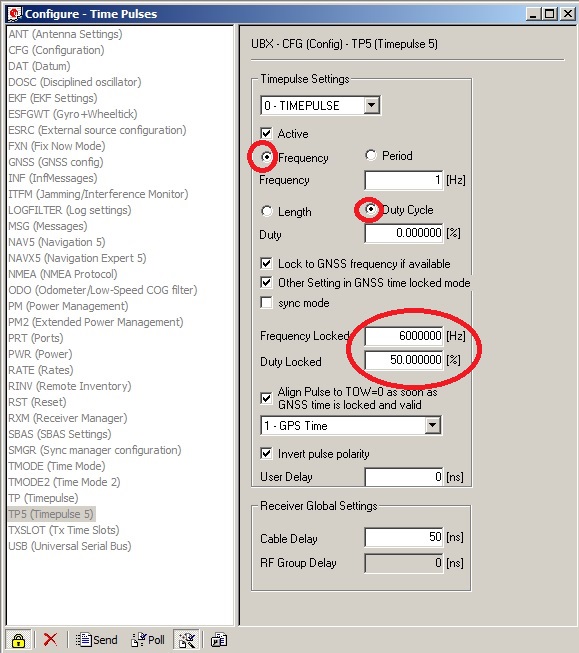 Configure - Time Pulses
ANT (Antenna Settings)
CFG (Configuration)
DAT (Datum)
DOSC (Disciplined oscillator)
EKF (EKF Settings)
ESFGWT (Gyro+Wheeltick)
ESRC (External source configuration)
FXN (Fix Now Mode)
GNSS (GNSS config)
INF (InfMessages)
ITFM (Jamming/Interference Monitor)
LOGFILTER (Log settings)
MSG (Messages)
NAV5 (Navigation 5)
NAVX5 (Navigation Expert 5)
NMEA (NMEA Protocol)
ODO (Odometer/Low-Speed COG filter)
PM (Power Management)
PM2 (Extended Power Management)
PRT (Ports)
PWR (Power)
RATE (Rates)
RINV (Remote Inventory)
RST (Reset)
RXM (Receiver Manager)
SBAS (SBAS Settings)
SMGR (Sync manager configuration)
TMODE (Time Mode)
TMODE2 (Time Mode 2)
TP (Timepulse)
TP5 (Timepulse 5)
TXSLOT (Tx Time Slots)
USB (Universal Serial Bus)
UBX - CFG (Config) - TP5 (Timepulse 5)
Timepulse Settings
0 - TIMEPULSE
Active
Frequency Period
Frequency 1 [Hz]
Length Duty Cycle
Duty 0.000000 [%]
Lock to GNSS frequency if available
Other Setting in GNSS time locked mode
sync mode
Frequency Locked 6000000 [Hz]
Duty Locked 50.000000 [%]
Align Pulse to TOW=0 as soon as
GNSS time is locked and valid
1 - GPS Time
Invert pulse polarity
User Delay 0 [ns]
Receiver Global Settings
Cable Delay 50 [ns]
RF Group Delay 0 [ns]
Send Poll